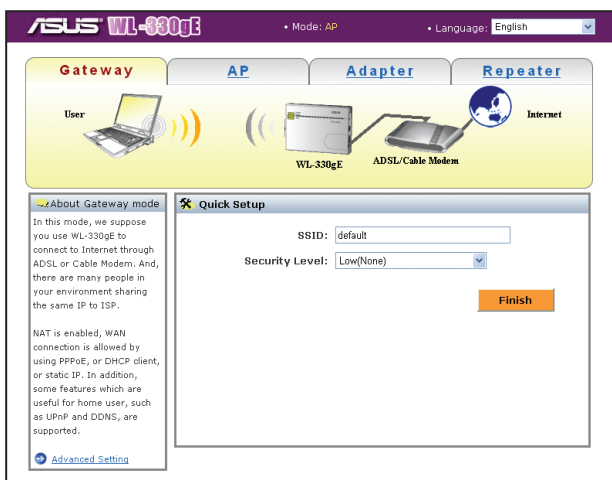 ASUS WL-330gE
• Mode: AP
• Language: English
Gateway
AP
Adapter
Repeater
User
WL-330gE
ADSL/Cable Modem
Internet
About Gateway mode
In this mode, we suppose
you use WL-330gE to
connect to Internet through
ADSL or Cable Modem. And,
there are many people in
your environment sharing
the same IP to ISP.
NAT is enabled, WAN
connection is allowed by
using PPPoE, or DHCP client,
or static IP. In addition,
some features which are
useful for home user, such
as UPnP and DDNS, are
supported.
Advanced Setting
Quick Setup
SSID: default
Security Level: Low(None)
Finish